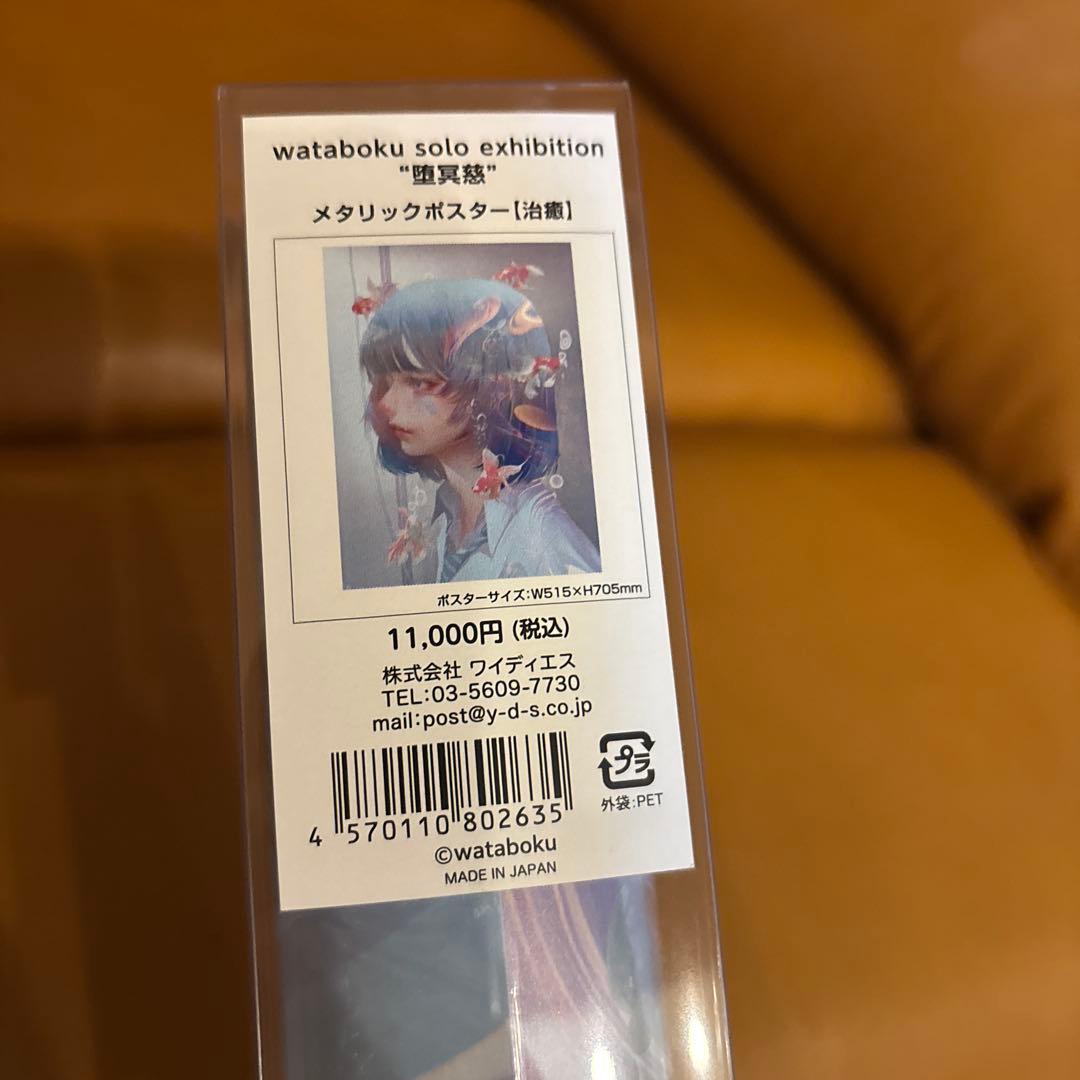 wataboku solo exhibition
“堕冥慈”
メタリックポスター【治癒】
ポスターサイズ：W515×H705mm
11,000円 (税込)
株式会社 ワイディエス
TEL：03-5609-7730
mail：post@y-d-s.co.jp
プラ
外袋：PET
4 570110 802635
©wataboku
MADE IN JAPAN